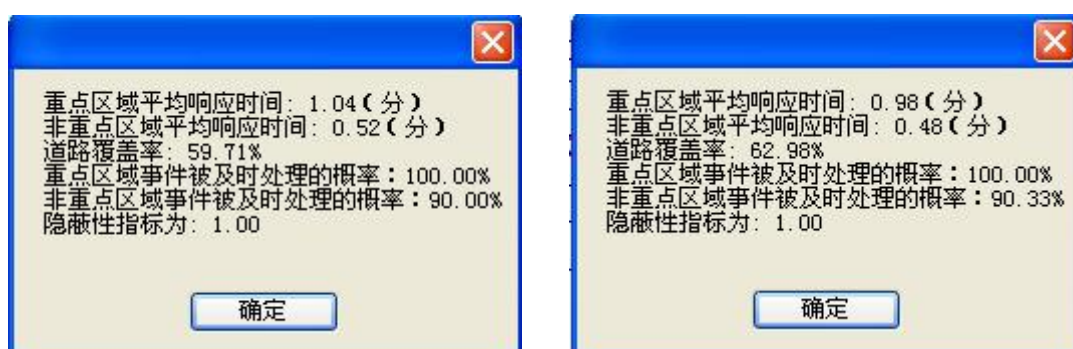 重点区域平均响应时间: 1.04(分)
非重点区域平均响应时间: 0.52(分)
道路覆盖率: 59.71%
重点区域事件被及时处理的概率：100.00%
非重点区域事件被及时处理的概率：90.00%
隐蔽性指标为: 1.00
确定
重点区域平均响应时间: 0.98(分)
非重点区域平均响应时间: 0.48(分)
道路覆盖率: 62.98%
重点区域事件被及时处理的概率：100.00%
非重点区域事件被及时处理的概率：90.33%
隐蔽性指标为: 1.00
确定